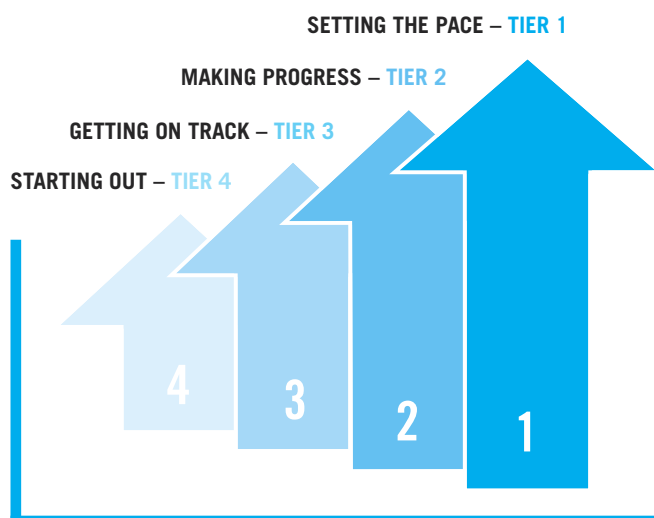 SETTING THE PACE – TIER 1
MAKING PROGRESS – TIER 2
GETTING ON TRACK – TIER 3
STARTING OUT – TIER 4
4
3
2
1